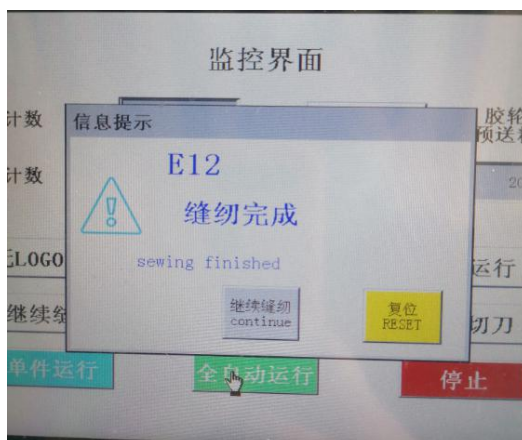 监控界面
计数
胶轮
预送
信息提示
E12
缝纫完成
计数
20
sewing finished
LOGO
运行
继续缝纫
continue
复位
RESET
继续
切刀
单件运行
全自动运行
停止